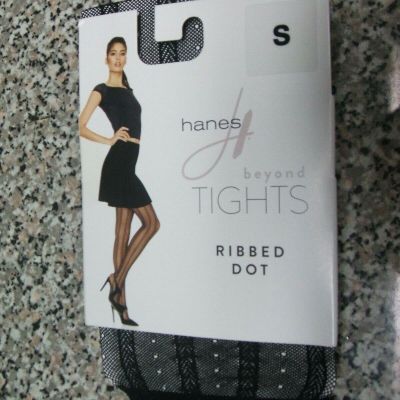 S
hanes
beyond
TIGHTS
RIBBED
DOT